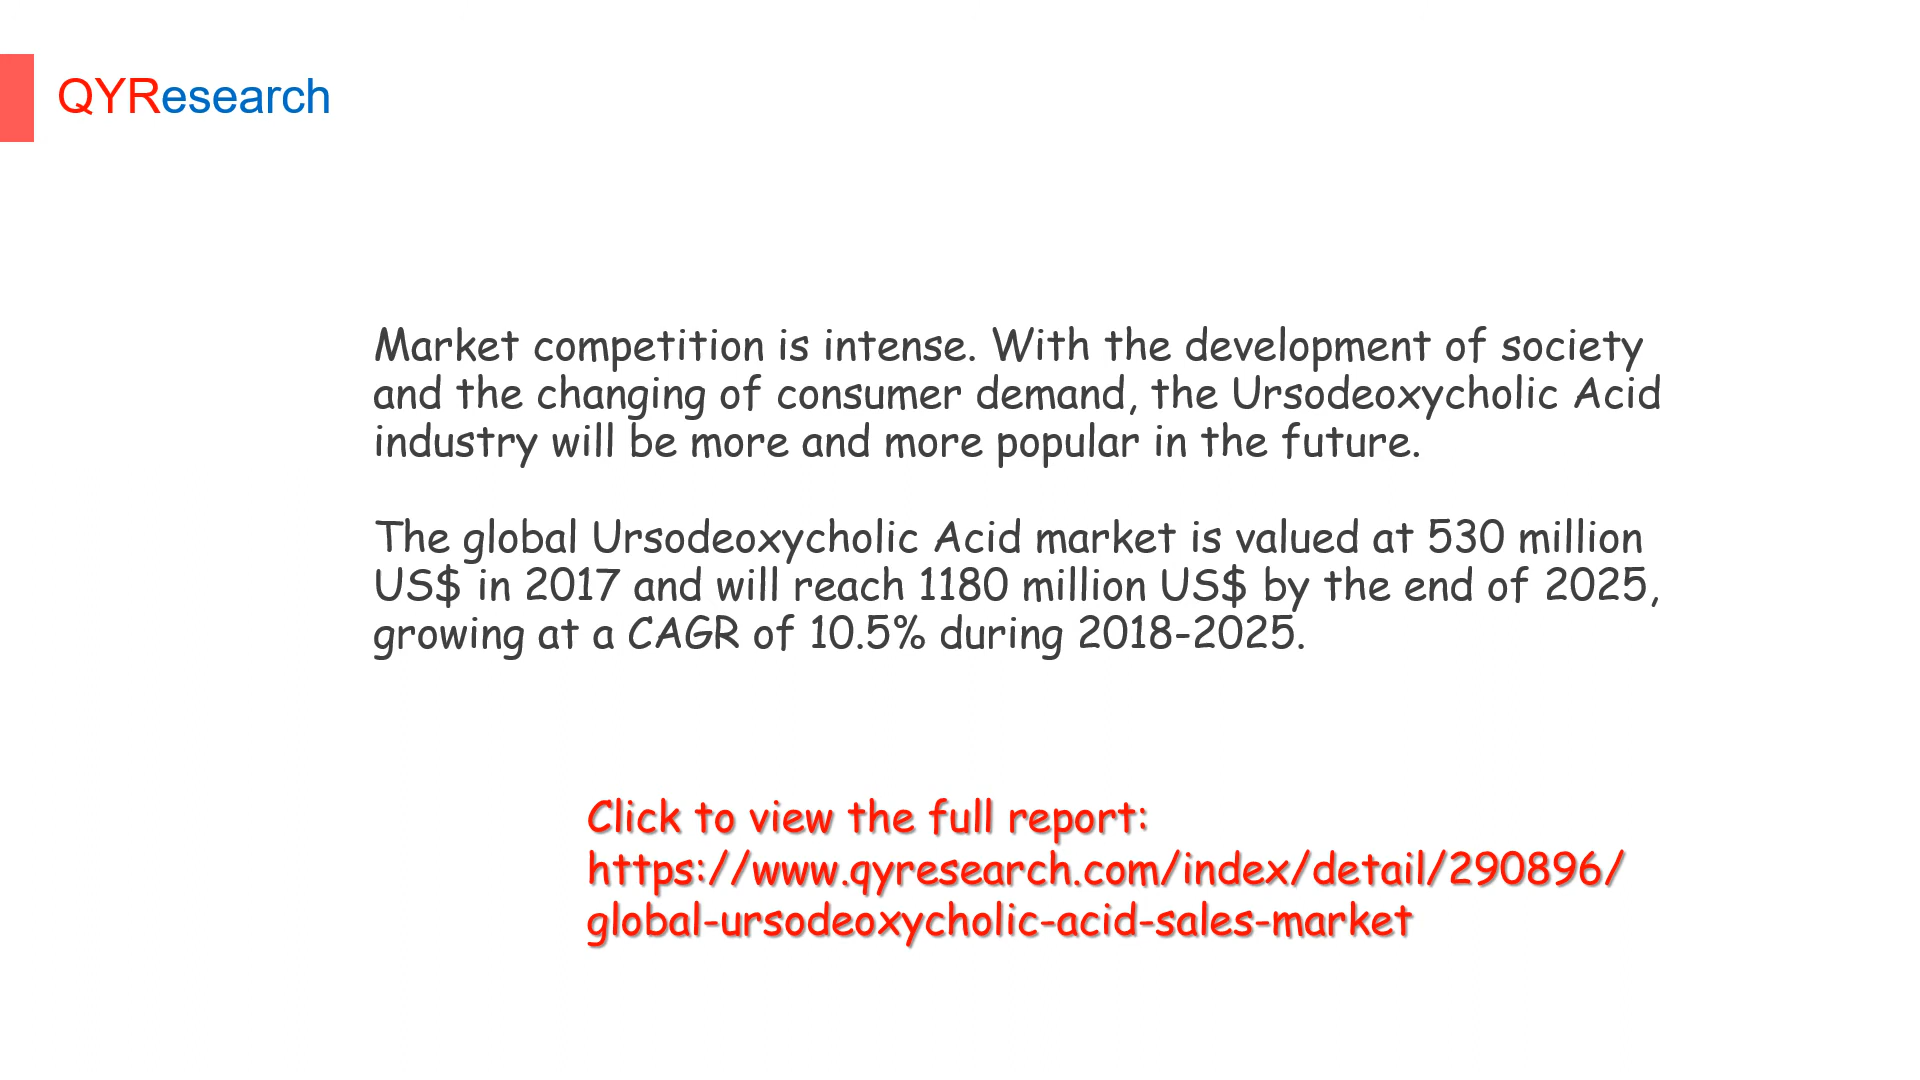 QYResearch
Market competition is intense. With the development of society
and the changing of consumer demand, the Ursodeoxycholic Acid
industry will be more and more popular in the future.
The global Ursodeoxycholic Acid market is valued at 530 million
US$ in 2017 and will reach 1180 million US$ by the end of 2025,
growing at a CAGR of 10.5% during 2018-2025.
Click to view the full report:
https://www.qyresearch.com/index/detail/290896/
global-ursodeoxycholic-acid-sales-market